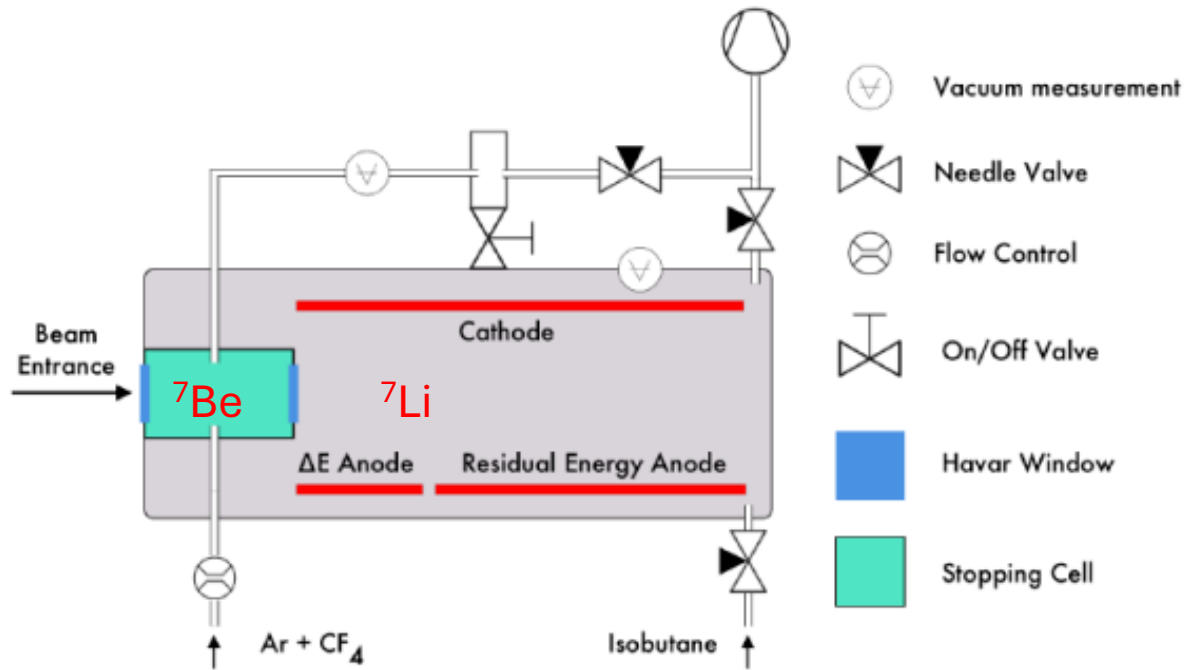 Vacuum measurement
Needle Valve
Flow Control
On/Off Valve
Havar Window
Stopping Cell
Beam
Entrance
⁷Be
⁷Li
Cathode
ΔE Anode
Residual Energy Anode
Ar + CF₄
Isobutane